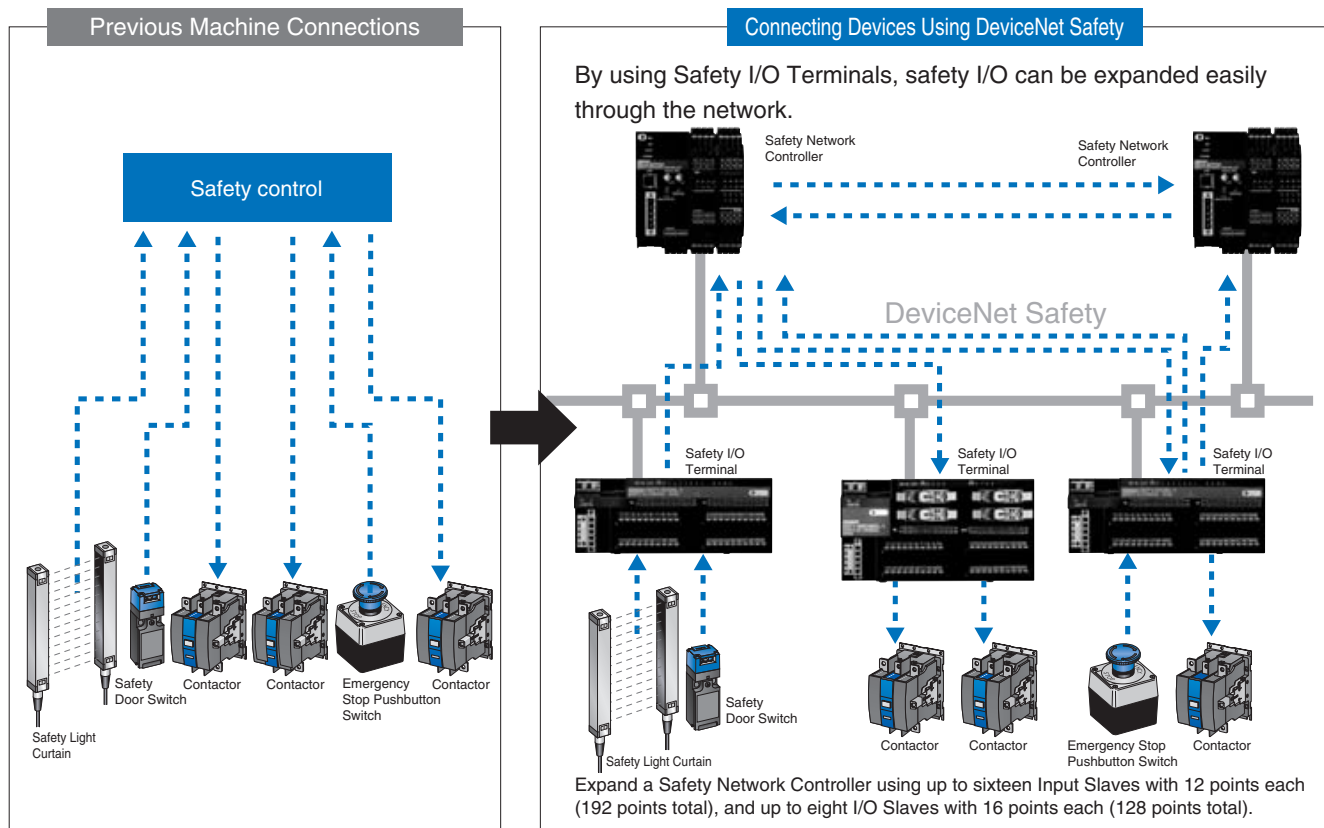 Previous Machine Connections
Safety control
Safety Light
Curtain
Safety
Door Switch
Contactor
Contactor
Emergency
Stop Pushbutton
Switch
Contactor
Connecting Devices Using DeviceNet Safety
By using Safety I/O Terminals, safety I/O can be expanded easily
through the network.
Safety Network
Controller
Safety Network
Controller
DeviceNet Safety
Safety I/O
Terminal
Safety I/O
Terminal
Safety I/O
Terminal
Safety Light Curtain
Safety
Door Switch
Contactor
Contactor
Emergency Stop
Pushbutton Switch
Contactor
Expand a Safety Network Controller using up to sixteen Input Slaves with 12 points each
(192 points total), and up to eight I/O Slaves with 16 points each (128 points total).